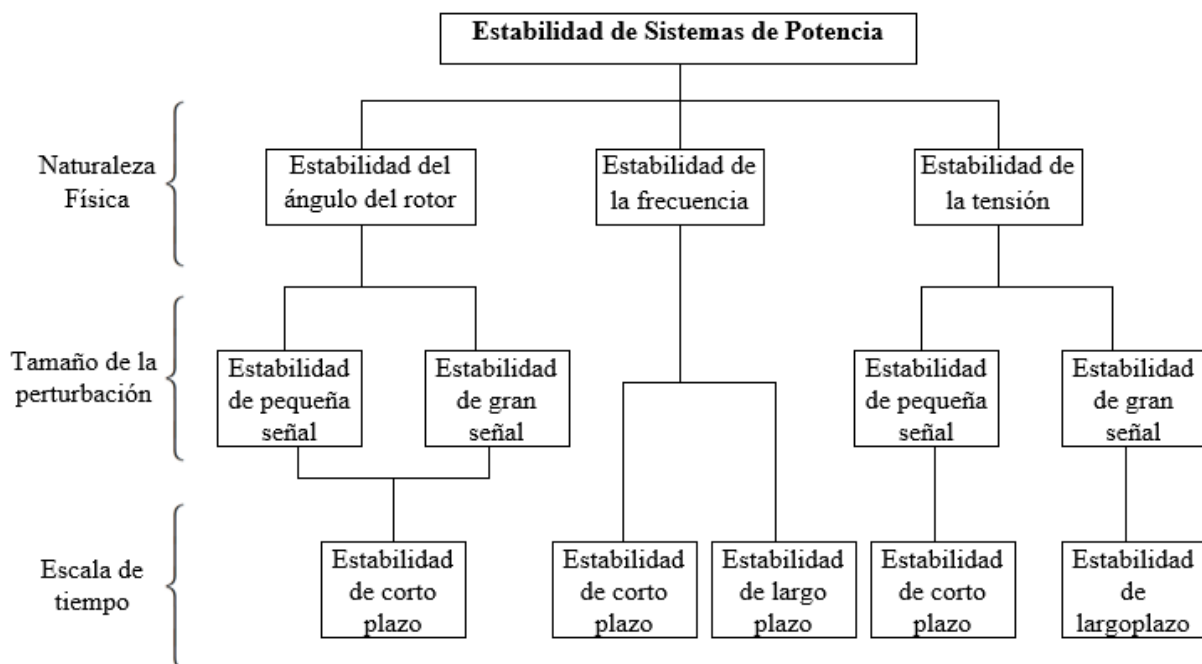 Estabilidad de Sistemas de Potencia
Naturaleza
Física
Estabilidad del
ángulo del rotor
Estabilidad de
la frecuencia
Estabilidad de
la tensión
Tamaño de la
perturbación
Estabilidad
de pequeña
señal
Estabilidad
de gran
señal
Estabilidad
de pequeña
señal
Estabilidad
de gran
señal
Escala de
tiempo
Estabilidad
de corto
plazo
Estabilidad
de corto
plazo
Estabilidad
de largo
plazo
Estabilidad
de corto
plazo
Estabilidad
de
largoplazo